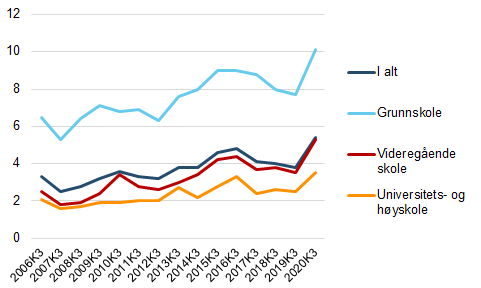 12
10
8
6
4
2
0
2006K3
2007K3
2008K3
2009K3
2010K3
2011K3
2012K3
2013K3
2014K3
2015K3
2016K3
2017K3
2018K3
2019K3
2020K3
I alt
Grunnskole
Videregående
skole
Universitets- og
høyskole